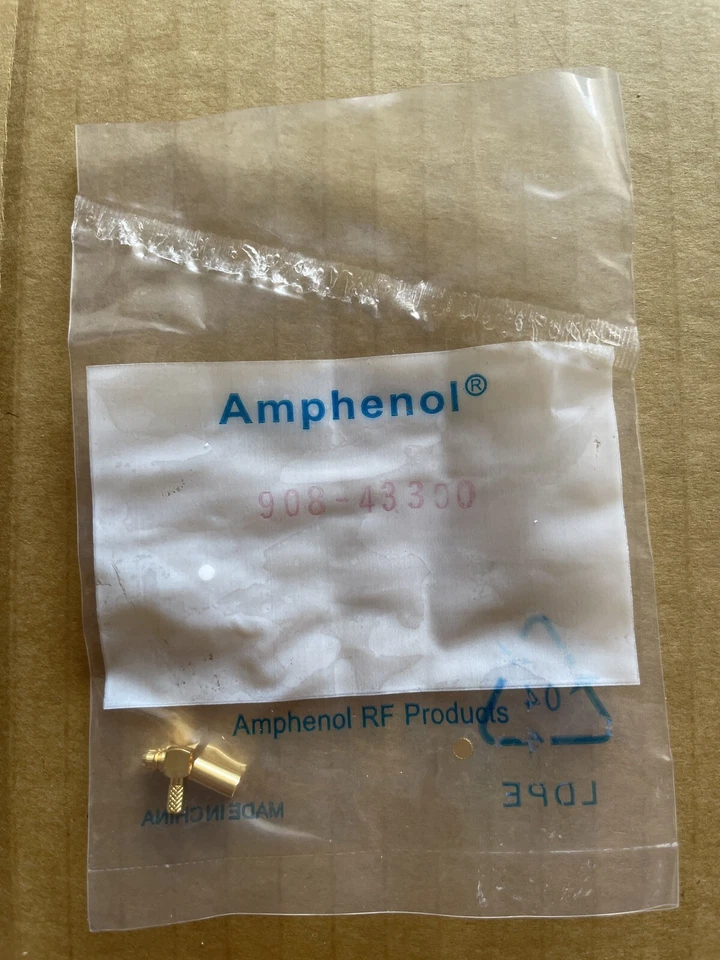 Amphenol®
908-43300
Amphenol RF Products
04
LDPE
MADE IN CHINA